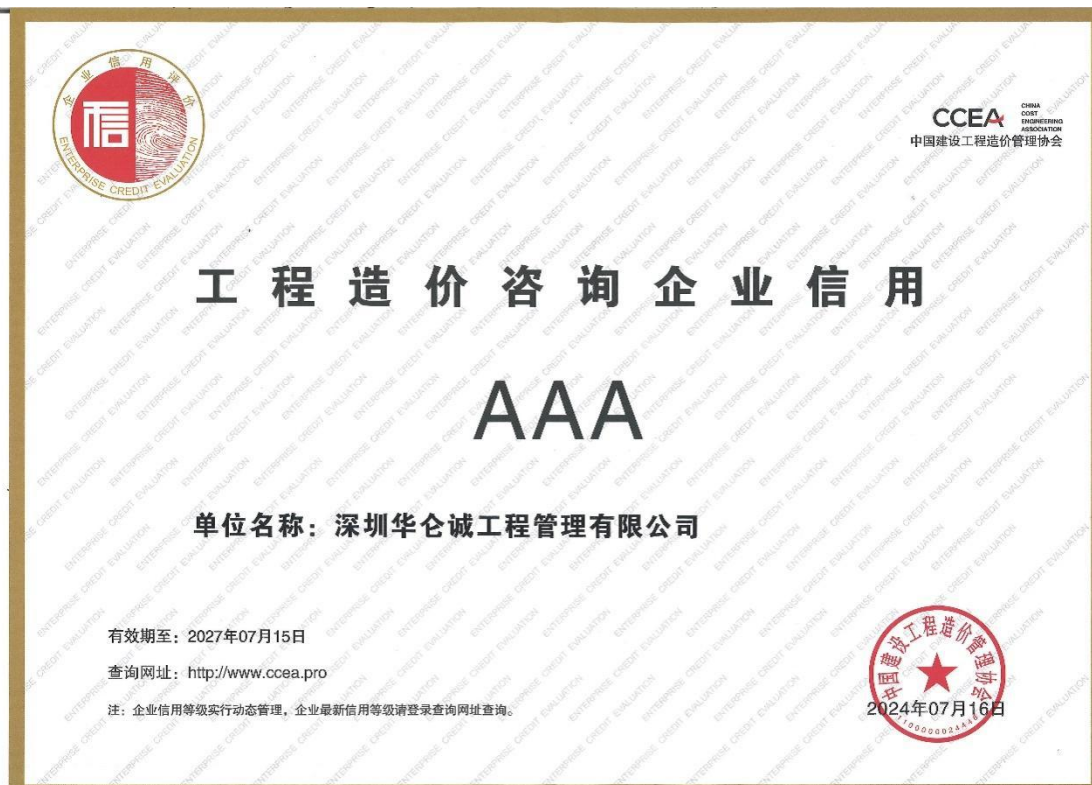 企业信用评价
信
ENTERPRISE CREDIT EVALUATION
CCEA
CHINA
COST
ENGINEERING
ASSOCIATION
中国建设工程造价管理协会
工程造价咨询企业信用
AAA
单位名称：深圳华仑诚工程管理有限公司
有效期至：2027年07月15日
查询网址：http://www.ccea.pro
注：企业信用等级实行动态管理，企业最新信用等级请登录查询网址查询。
中国建设工程造价管理协会
2024年07月16日